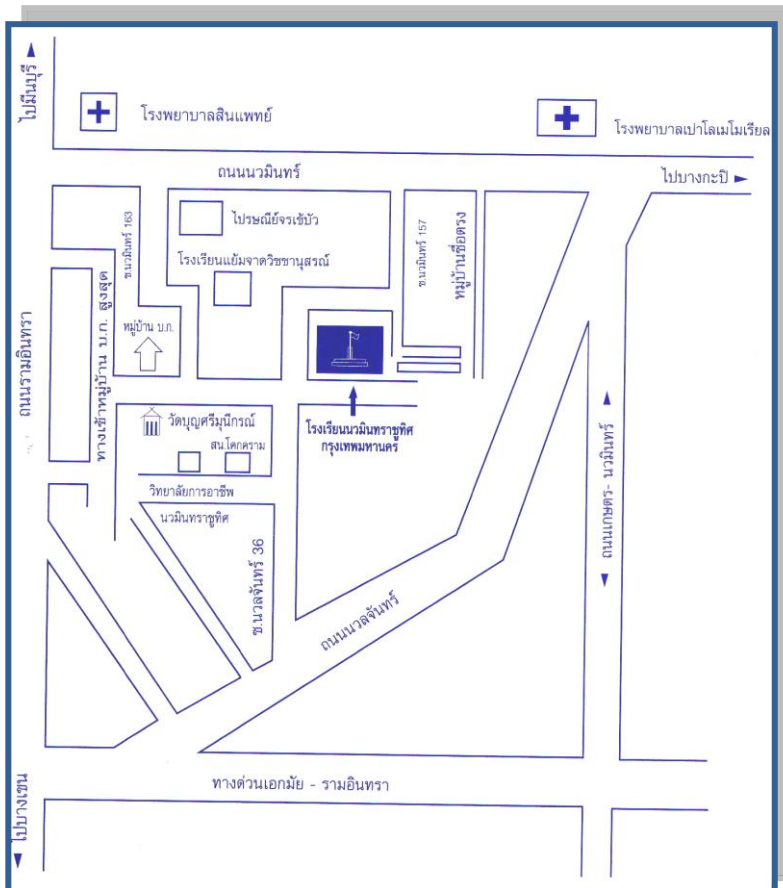 ไปมีนบุรี
โรงพยาบาลสินแพทย์
โรงพยาบาลเปาโลเมโมเรียล
ถนนนวมินทร์
ไปบางกะปิ
ซ.นวมินทร์ 163
ไปรษณีย์จรเข้บัว
ซ.นวมินทร์ 157
หมู่บ้านซื่อตรง
โรงเรียนแย้มจาดวิชชานุสรณ์
ถนนรามอินทรา
ทางเข้าหมู่บ้าน บ.ก. สูงสุด
หมู่บ้าน บ.ก.
วัดบุญศรีมุนีกรณ์
สน.โคกคราม
โรงเรียนนวมินทราชูทิศ
กรุงเทพมหานคร
วิทยาลัยการอาชีพ
นวมินทราชูทิศ
ซ.นวลจันทร์ 36
ถนนนวลจันทร์
ถนนเกษตร- นวมินทร์
ทางด่วนเอกมัย - รามอินทรา
ไปบางเขน